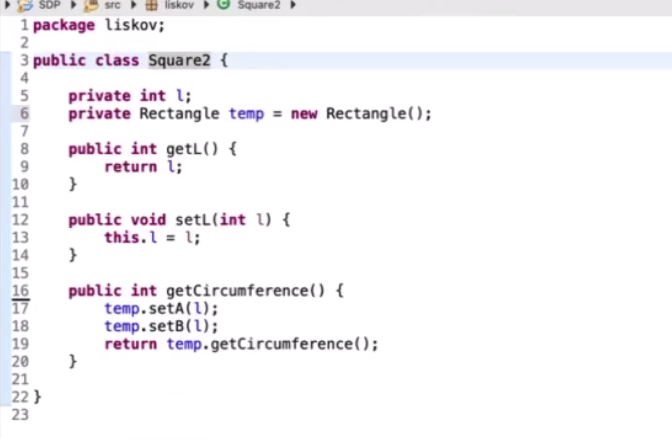 SDP src liskov Square2
1 package liskov;
2
3 public class Square2 {
4
5     private int l;
6     private Rectangle temp = new Rectangle();
7
8     public int getL() {
9         return l;
10     }
11
12     public void setL(int l) {
13         this.l = l;
14     }
15
16     public int getCircumference() {
17         temp.setA(l);
18         temp.setB(l);
19         return temp.getCircumference();
20     }
21
22 }
23